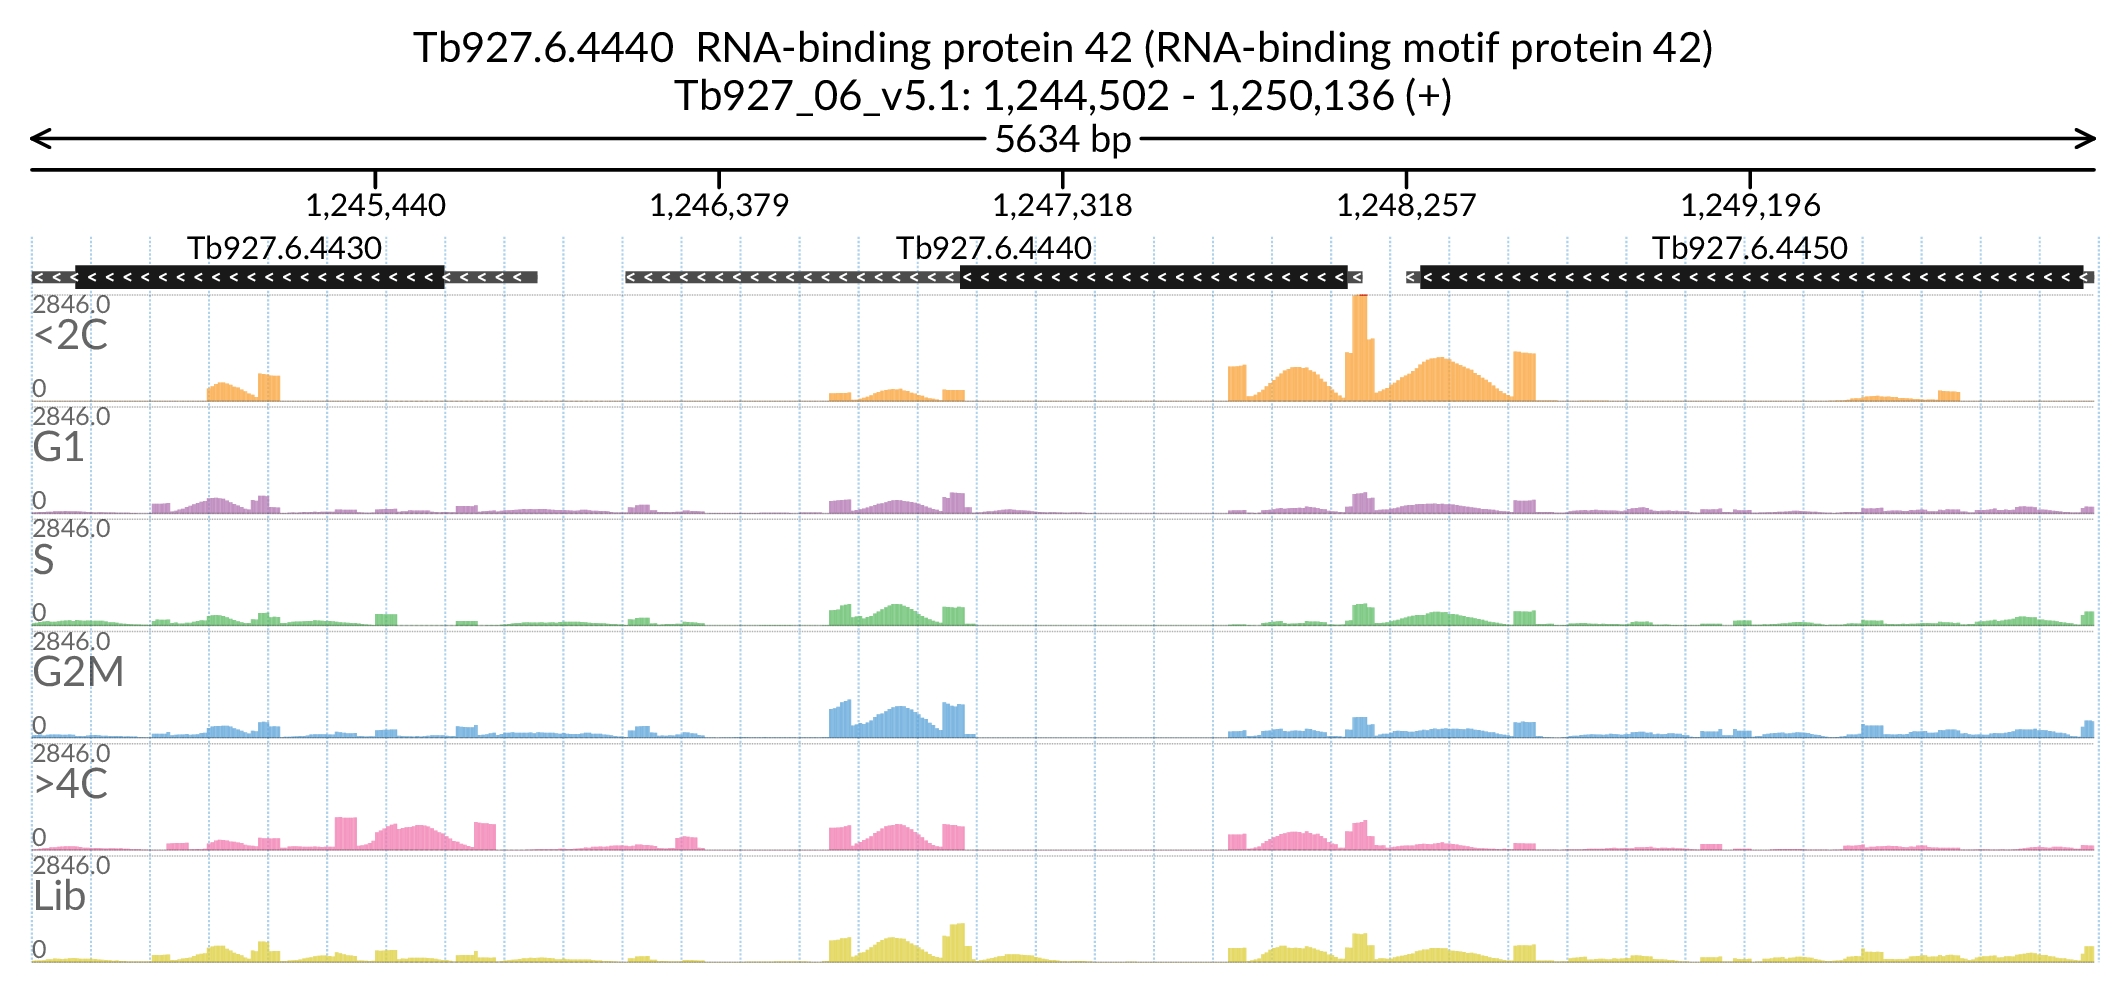 Tb927.6.4440  RNA-binding protein 42 (RNA-binding motif protein 42)
Tb927_06_v5.1: 1,244,502 - 1,250,136 (+)
5634 bp
1,245,440 1,246,379 1,247,318 1,248,257 1,249,196
Tb927.6.4430 Tb927.6.4440 Tb927.6.4450
2846.0
<2C
0
2846.0
G1
0
2846.0
S
0
2846.0
G2M
0
2846.0
>4C
0
2846.0
Lib
0